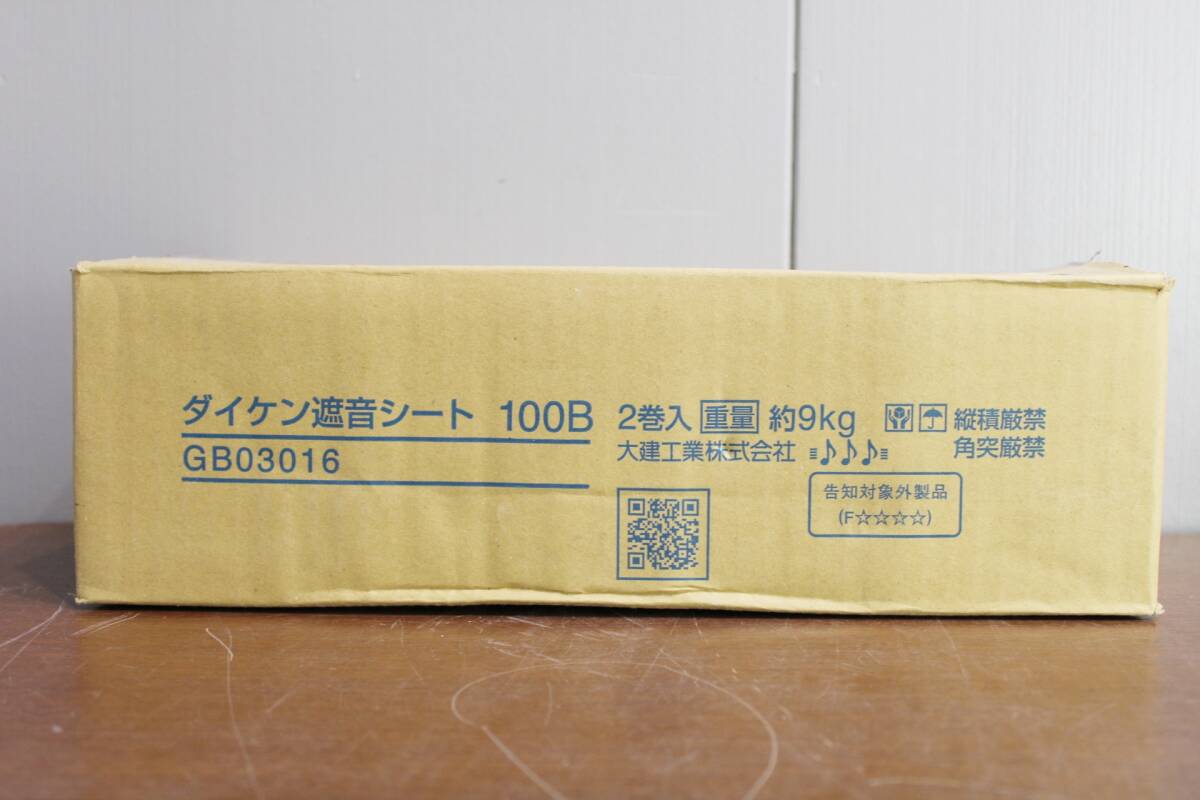 ダイケン遮音シート 100B
GB03016
2巻入 重量 約9kg
大建工業株式会社
縦積厳禁
角突厳禁
告知対象外製品
(F☆☆☆☆)